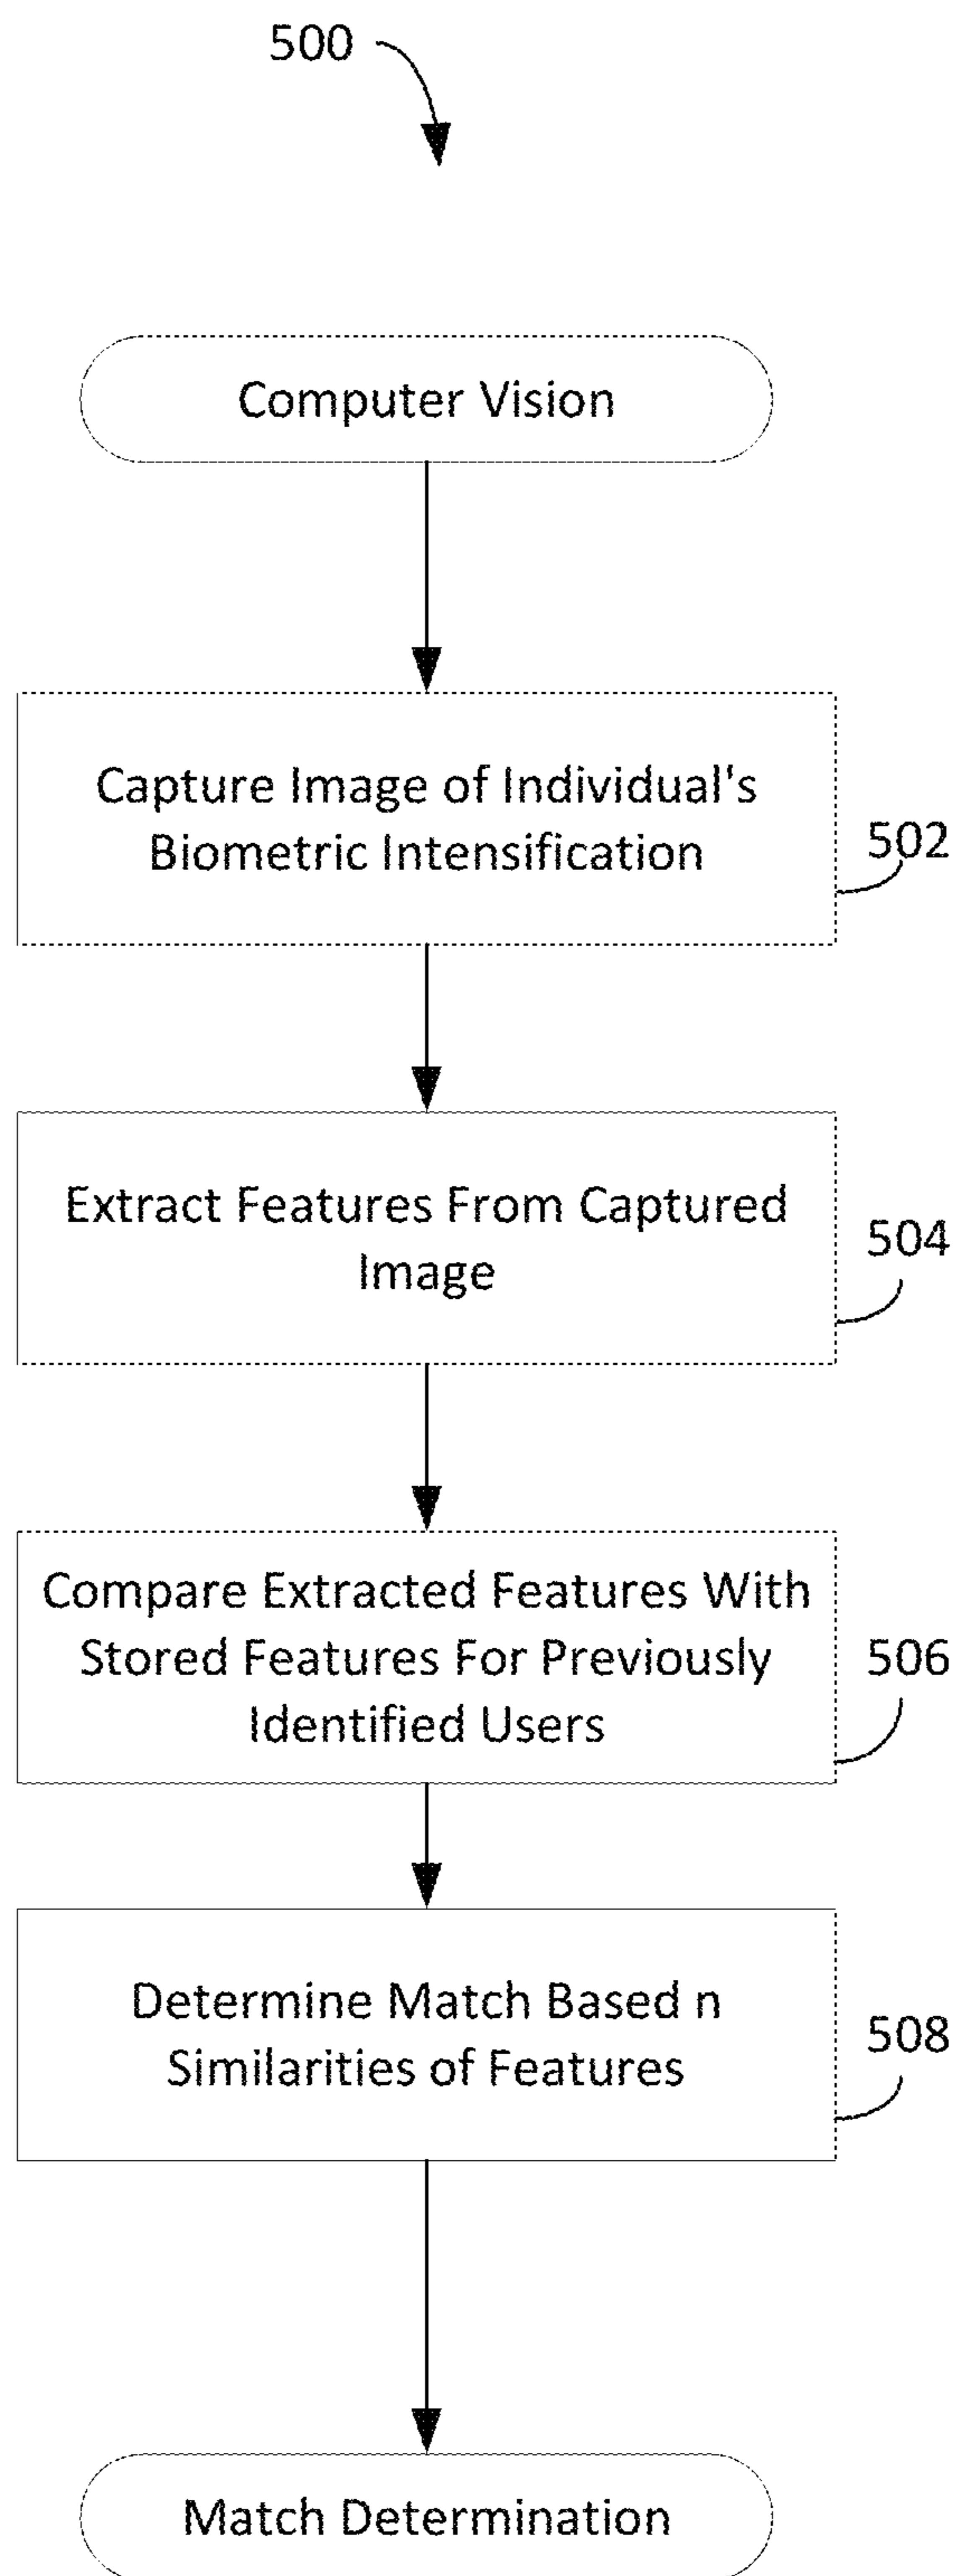 500
Computer Vision
Capture Image of Individual's
Biometric Intensification
502
Extract Features From Captured
Image
504
Compare Extracted Features With
Stored Features For Previously
Identified Users
506
Determine Match Based n
Similarities of Features
508
Match Determination